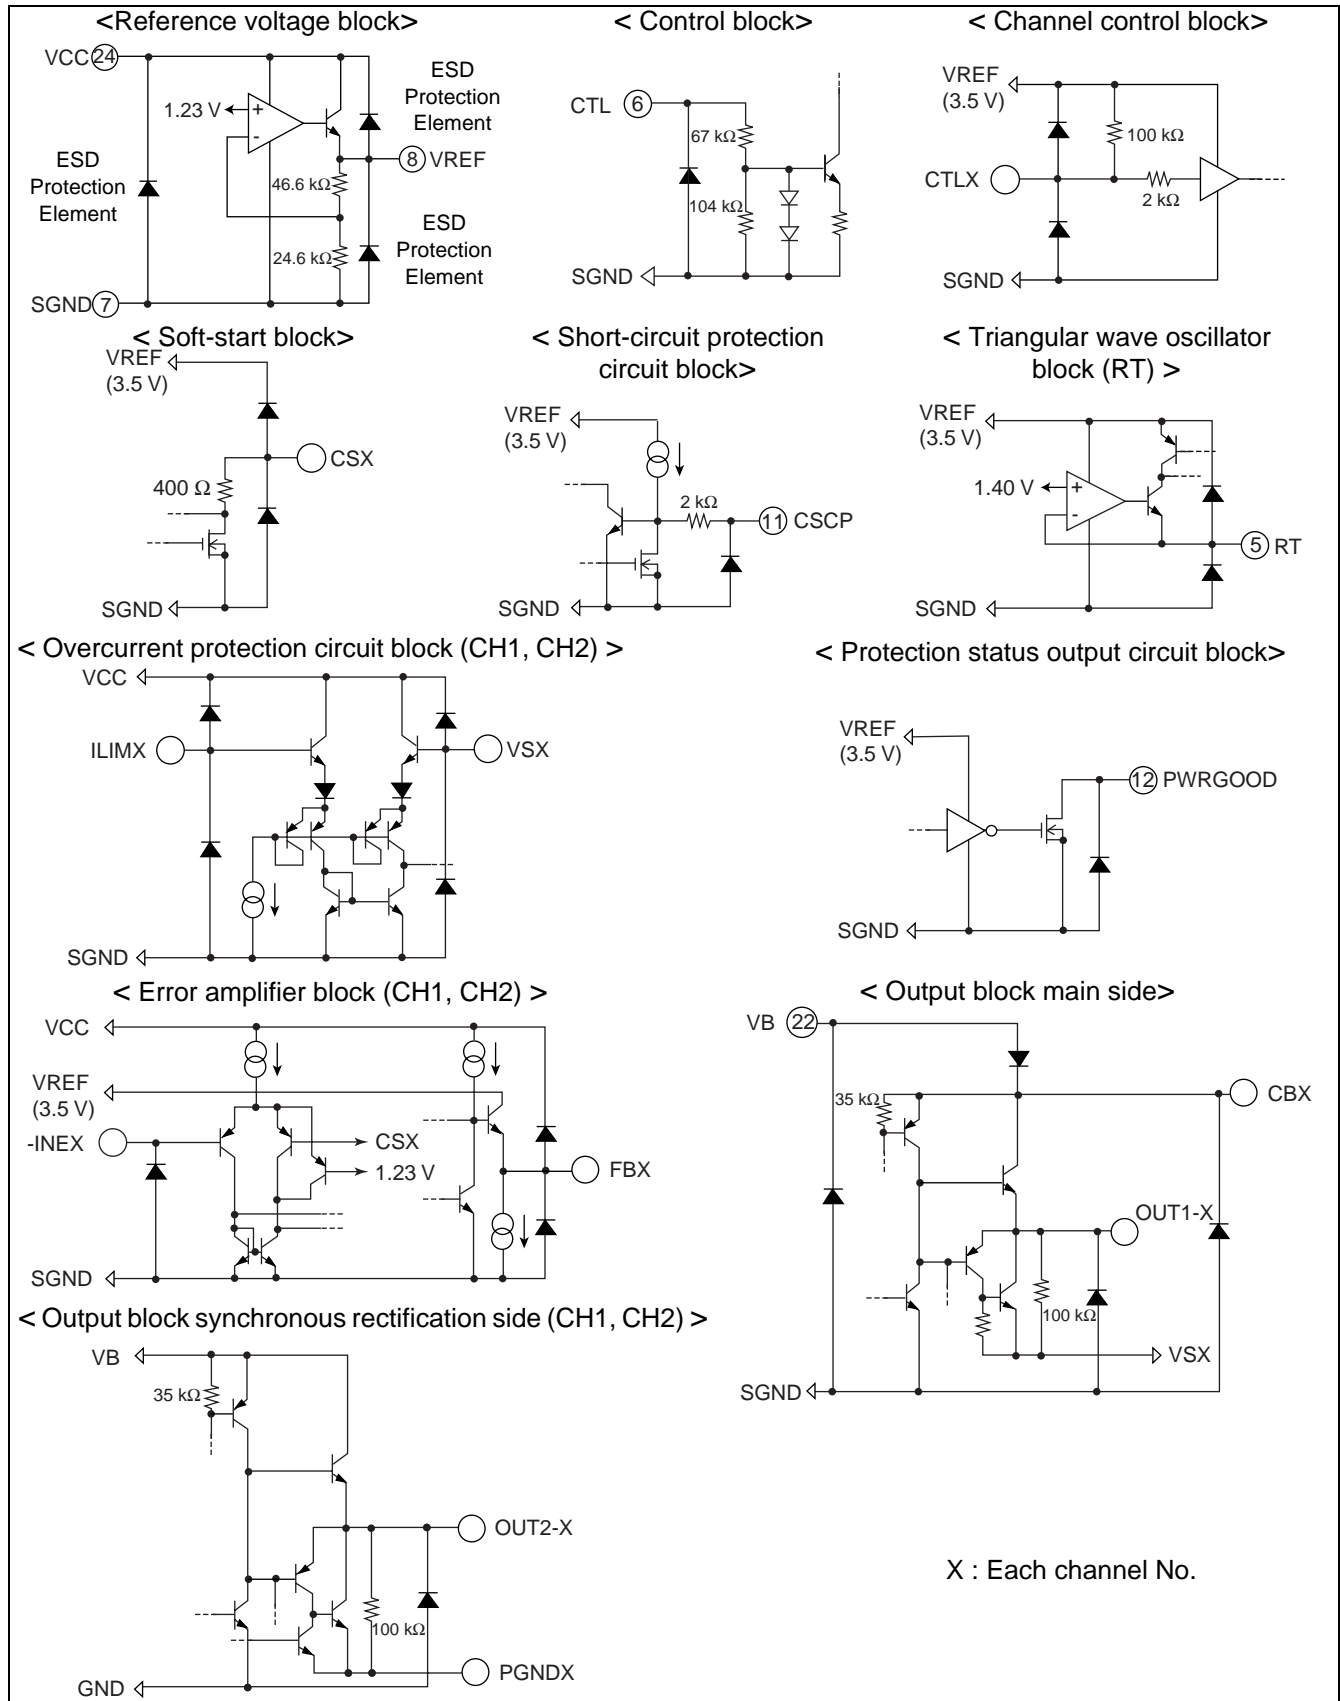 <Reference voltage block>
VCC 24
1.23 V
+
-
ESD
Protection
Element
ESD
Protection
Element
8 VREF
46.6 kΩ
24.6 kΩ
ESD
Protection
Element
SGND 7
< Control block>
CTL 6
67 kΩ
104 kΩ
SGND
< Channel control block>
VREF
(3.5 V)
100 kΩ
CTLX
2 kΩ
SGND
< Soft-start block>
VREF
(3.5 V)
CSX
400 Ω
SGND
< Short-circuit protection
circuit block>
VREF
(3.5 V)
2 kΩ
11 CSCP
SGND
< Triangular wave oscillator
block (RT) >
VREF
(3.5 V)
1.40 V
+
-
5 RT
SGND
< Overcurrent protection circuit block (CH1, CH2) >
VCC
ILIMX
VSX
SGND
< Protection status output circuit block>
VREF
(3.5 V)
12 PWRGOOD
SGND
< Error amplifier block (CH1, CH2) >
VCC
VREF
(3.5 V)
-INEX
CSX
1.23 V
FBX
SGND
< Output block main side>
VB 22
35 kΩ
CBX
OUT1-X
100 kΩ
VSX
SGND
< Output block synchronous rectification side (CH1, CH2) >
VB
35 kΩ
OUT2-X
100 kΩ
PGNDX
GND
X : Each channel No.